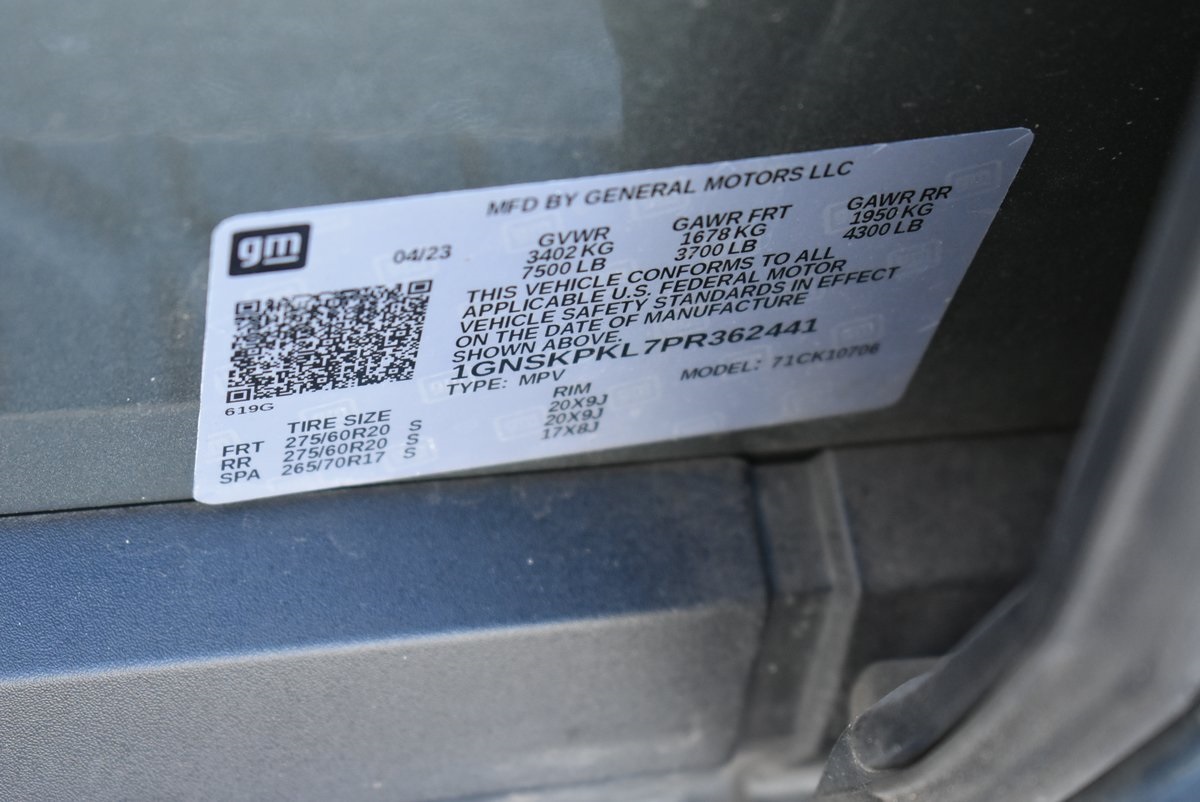 MFD BY GENERAL MOTORS LLC
gm
04/23
GVWR GAWR FRT GAWR RR
3402 KG 1678 KG 1950 KG
7500 LB 3700 LB 4300 LB
THIS VEHICLE CONFORMS TO ALL
APPLICABLE U.S. FEDERAL MOTOR
VEHICLE SAFETY STANDARDS IN EFFECT
ON THE DATE OF MANUFACTURE
SHOWN ABOVE.
1GNSKPKL7PR362441
TYPE: MPV MODEL: 71CK10706
619G
TIRE SIZE RIM
FRT 275/60R20 S 20X9J
RR 275/60R20 S 20X9J
SPA 265/70R17 S 17X8J